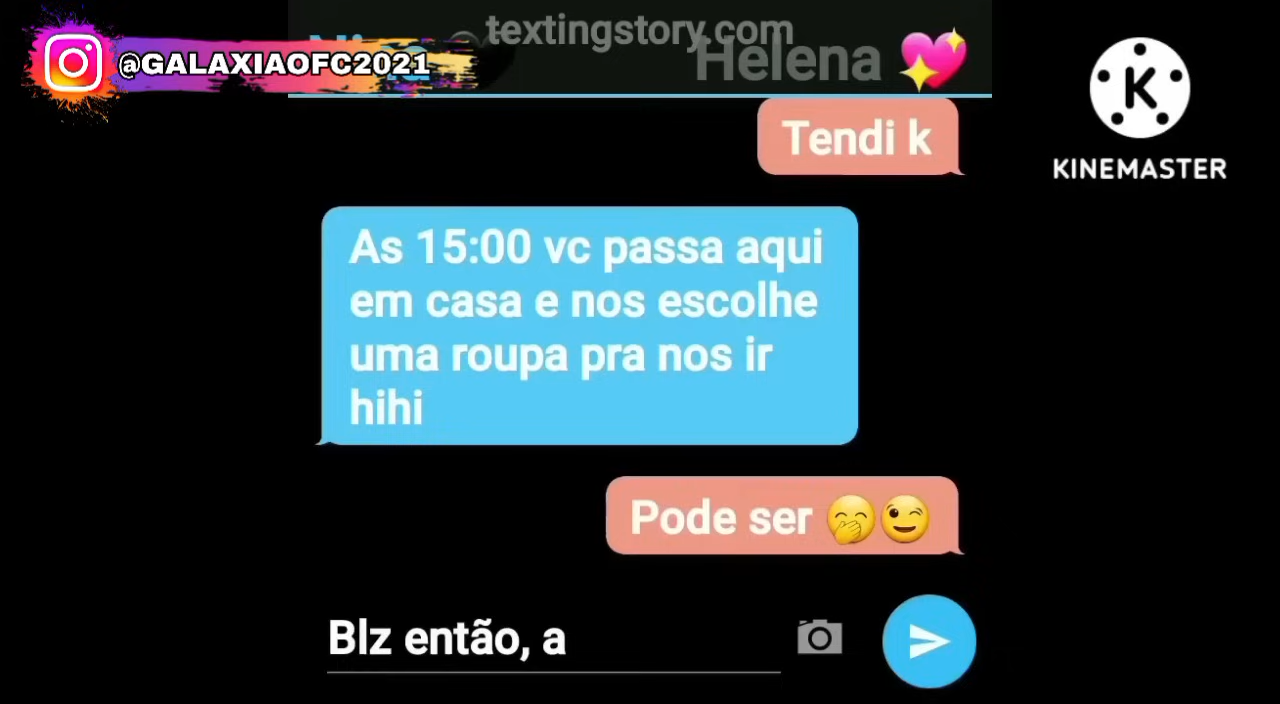 textingstory.com
Helena 💖
@GALAXIAOFC2021
KINEMASTER
Tendi k
As 15:00 vc passa aqui
em casa e nos escolhe
uma roupa pra nos ir
hihi
Pode ser 🤭😉
Blz então, a